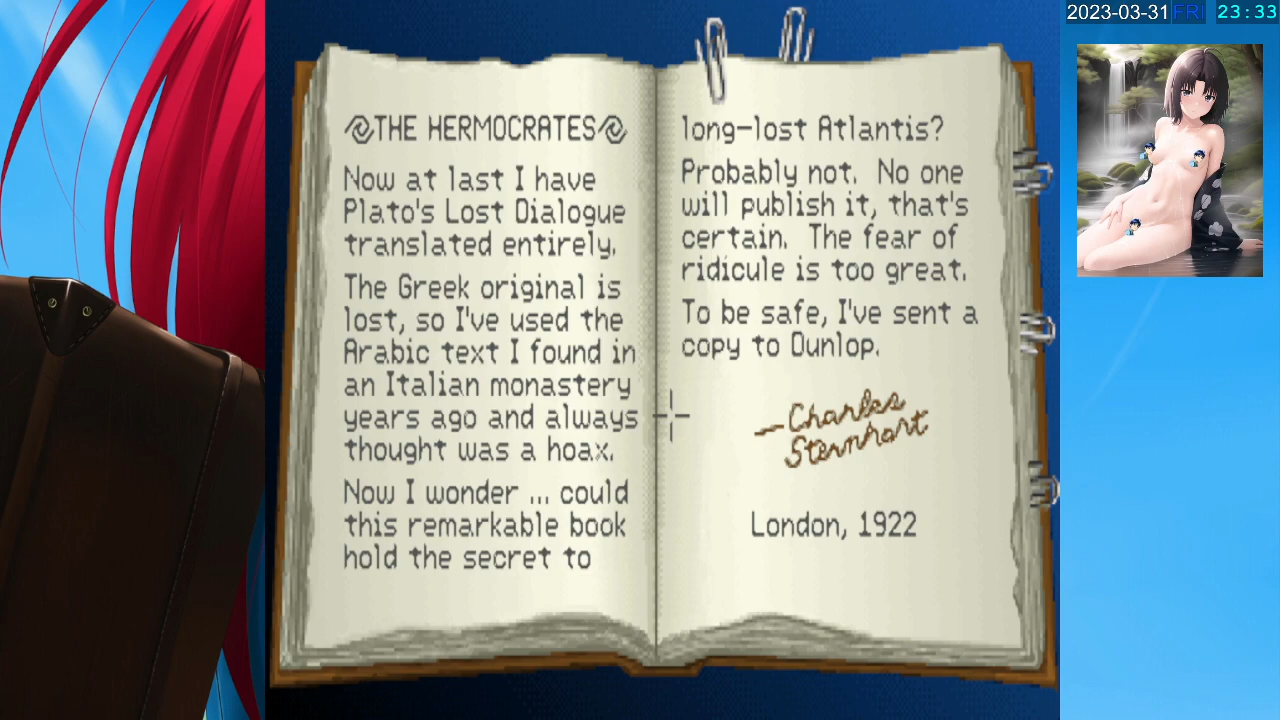 2023-03-31 FRI 23:33
THE HERMOCRATES
Now at last I have
Plato's Lost Dialogue
translated entirely.
The Greek original is
lost, so I've used the
Arabic text I found in
an Italian monastery
years ago and always
thought was a hoax.
Now I wonder ... could
this remarkable book
hold the secret to
long-lost Atlantis?
Probably not. No one
will publish it, that's
certain. The fear of
ridicule is too great.
To be safe, I've sent a
copy to Dunlop.
—Charles
Sternhart
London, 1922